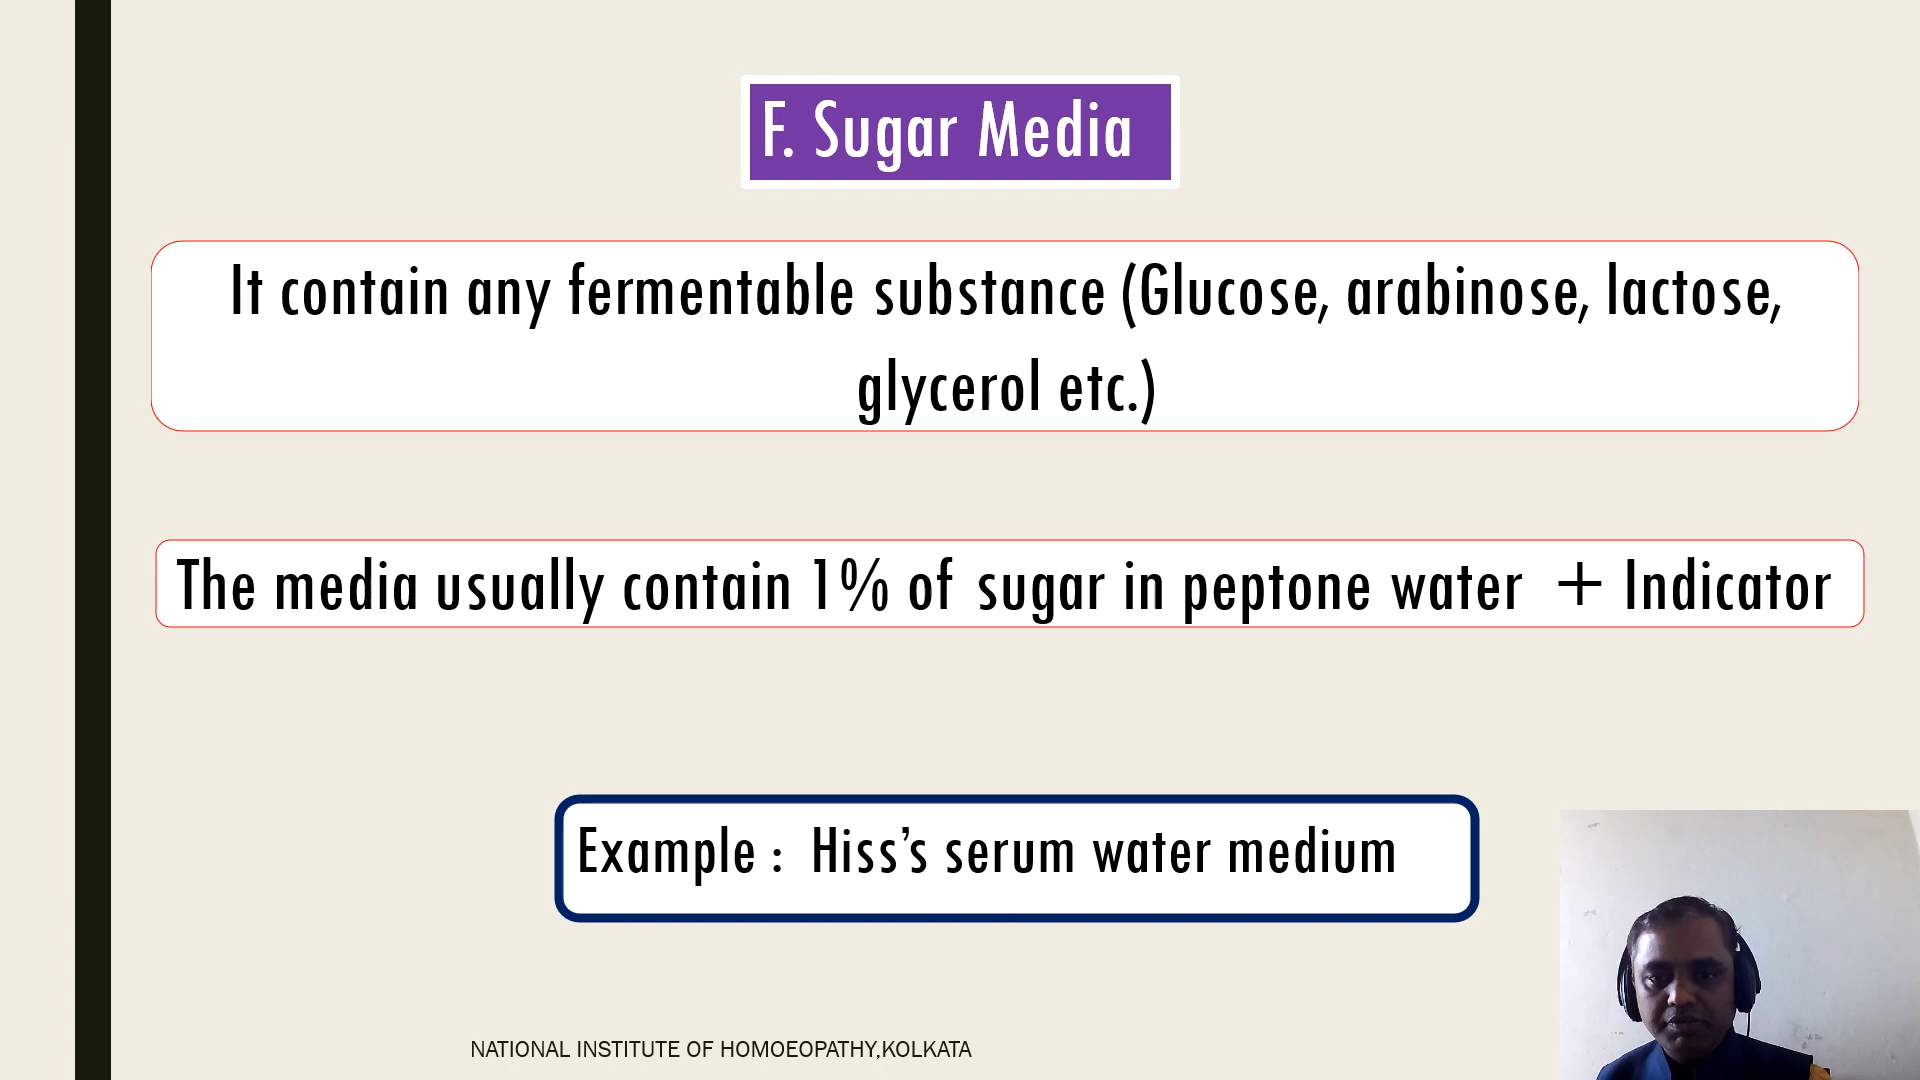 F. Sugar Media
It contain any fermentable substance (Glucose, arabinose, lactose,
glycerol etc.)
The media usually contain 1% of sugar in peptone water + Indicator
Example : Hiss’s serum water medium
NATIONAL INSTITUTE OF HOMOEOPATHY,KOLKATA